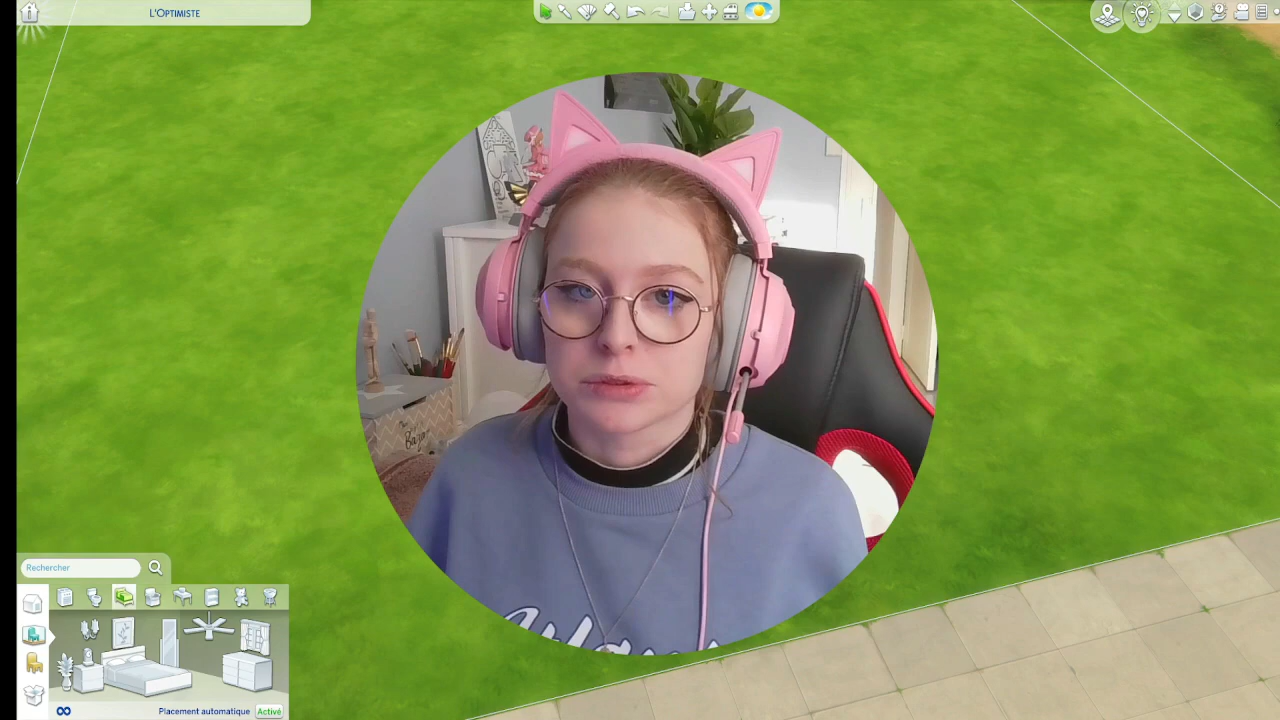 L'Optimiste
Rechercher
Placement automatique
Activé